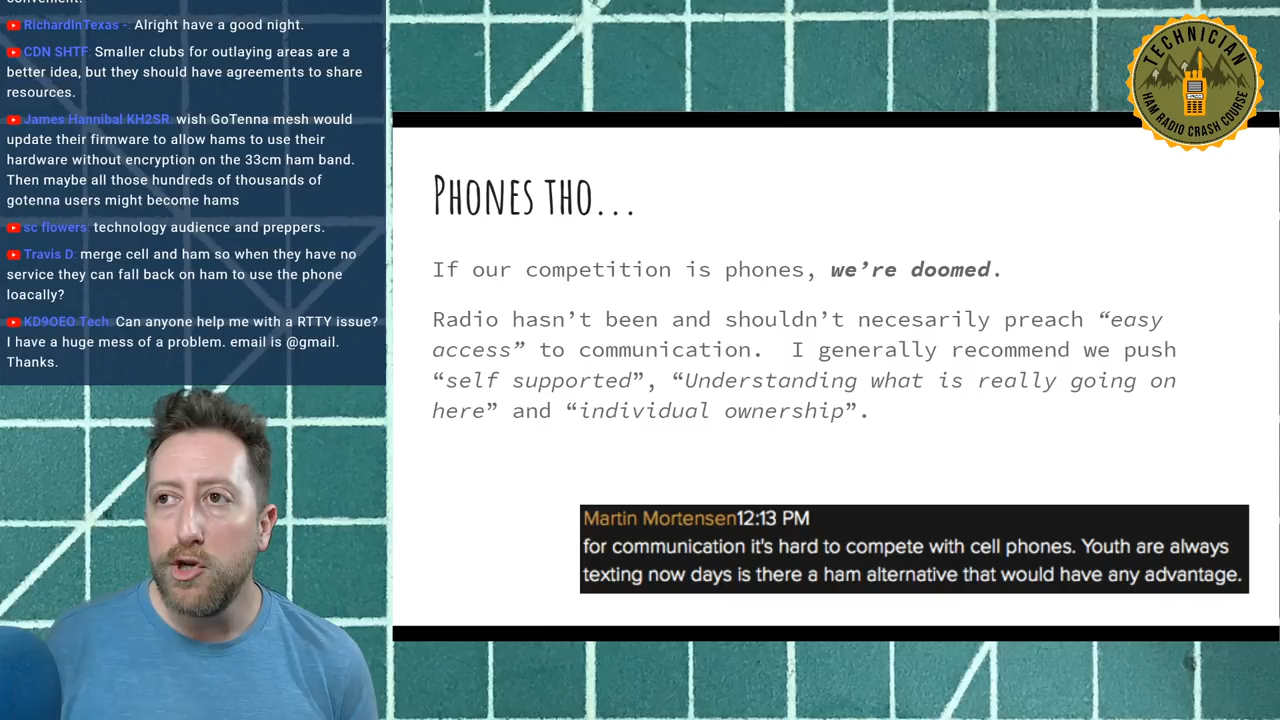 convenient.
RichardInTexas -: Alright have a good night.
CDN SHTF: Smaller clubs for outlaying areas are a
better idea, but they should have agreements to share
resources.
James Hannibal KH2SR: wish GoTenna mesh would
update their firmware to allow hams to use their
hardware without encryption on the 33cm ham band.
Then maybe all those hundreds of thousands of
gotenna users might become hams
sc flowers: technology audience and preppers.
Travis D: merge cell and ham so when they have no
service they can fall back on ham to use the phone
loacally?
KD9OEO Tech: Can anyone help me with a RTTY issue?
I have a huge mess of a problem. email is @gmail.
Thanks.
TECHNICIAN
HAM RADIO CRASH COURSE
PHONES THO...
If our competition is phones, we’re doomed.
Radio hasn’t been and shouldn’t necesarily preach “easy
access” to communication. I generally recommend we push
“self supported”, “Understanding what is really going on
here” and “individual ownership”.
Martin Mortensen12:13 PM
for communication it's hard to compete with cell phones. Youth are always
texting now days is there a ham alternative that would have any advantage.